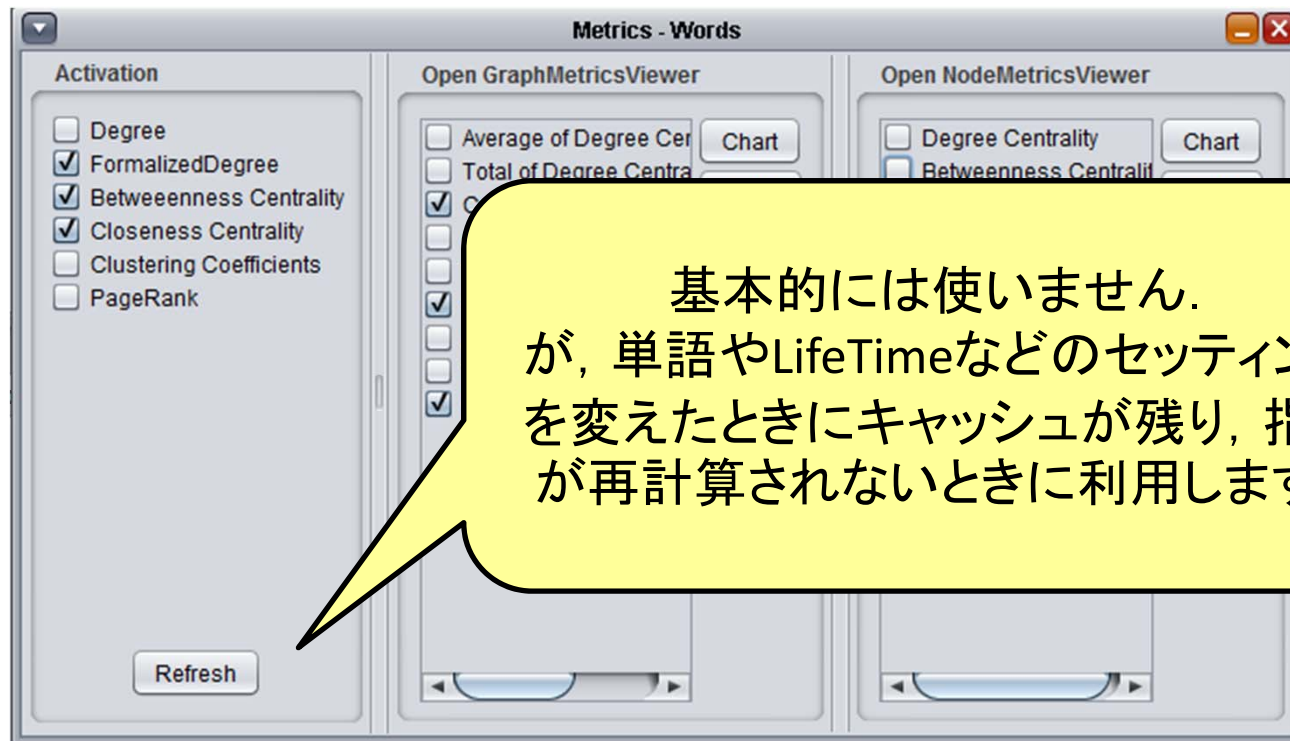 Metrics - Words
Activation
Degree
FormalizedDegree
Betweeenness Centrality
Closeness Centrality
Clustering Coefficients
PageRank
Refresh
Open GraphMetricsViewer
Average of Degree Cer
Total of Degree Centra
Chart
Open NodeMetricsViewer
Degree Centrality
Betweenness Centralit
Chart
基本的には使いません.
が，単語やLifeTimeなどのセッティン
を変えたときにキャッシュが残り，指
が再計算されないときに利用します